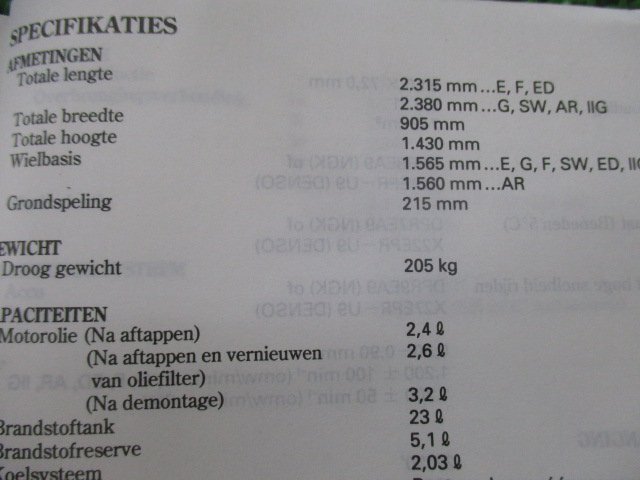 SPECIFIKATIES
AFMETINGEN
Totale lengte 2.315 mm...E, F, ED
2.380 mm...G, SW, AR, IIG
Totale breedte 905 mm
Totale hoogte 1.430 mm
Wielbasis 1.565 mm...E, G, F, SW, ED, IIG
1.560 mm...AR
Grondspeling 215 mm
EWICHT
Droog gewicht 205 kg
APACITEITEN
Motorolie (Na aftappen) 2,4 ℓ
(Na aftappen en vernieuwen 2,6 ℓ
van oliefilter)
(Na demontage) 3,2 ℓ
Brandstoftank 23 ℓ
Brandstofreserve 5,1 ℓ
Koelsysteem 2,03 ℓ